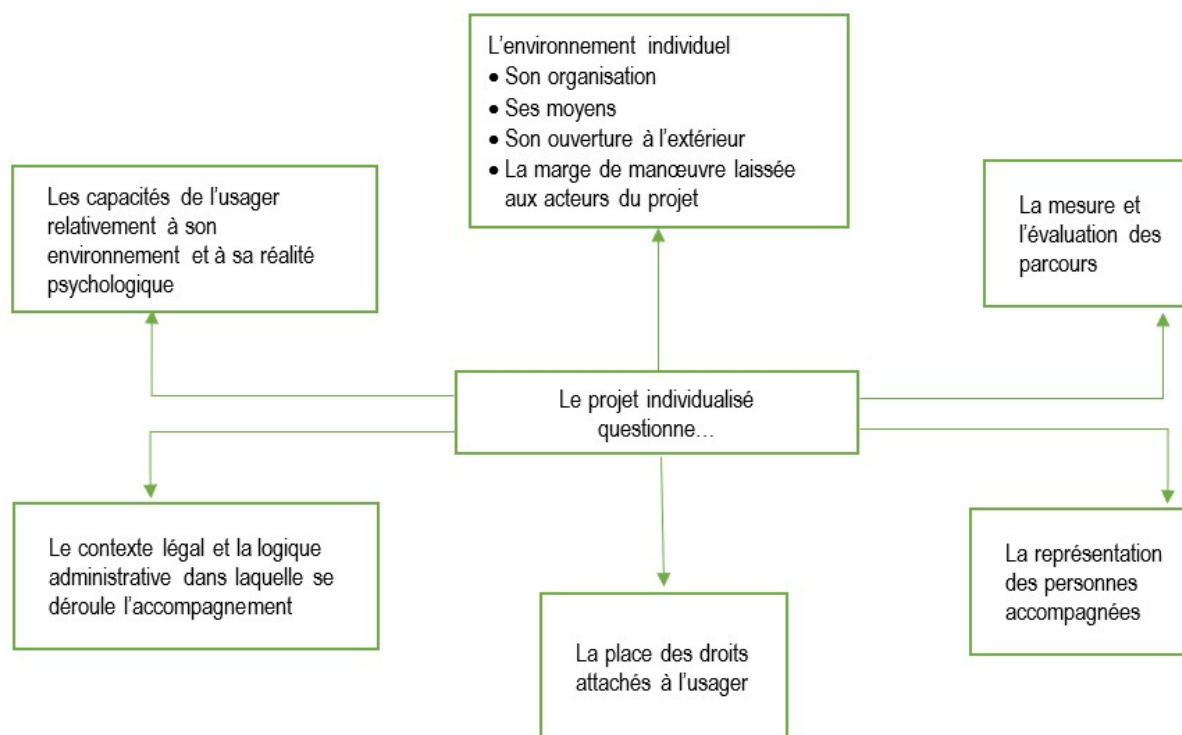 L’environnement individuel
• Son organisation
• Ses moyens
• Son ouverture à l’extérieur
• La marge de manœuvre laissée
aux acteurs du projet
Les capacités de l’usager
relativement à son
environnement et à sa réalité
psychologique
La mesure et
l’évaluation des
parcours
Le projet individualisé
questionne…
Le contexte légal et la logique
administrative dans laquelle se
déroule l’accompagnement
La représentation
des personnes
accompagnées
La place des droits
attachés à l’usager